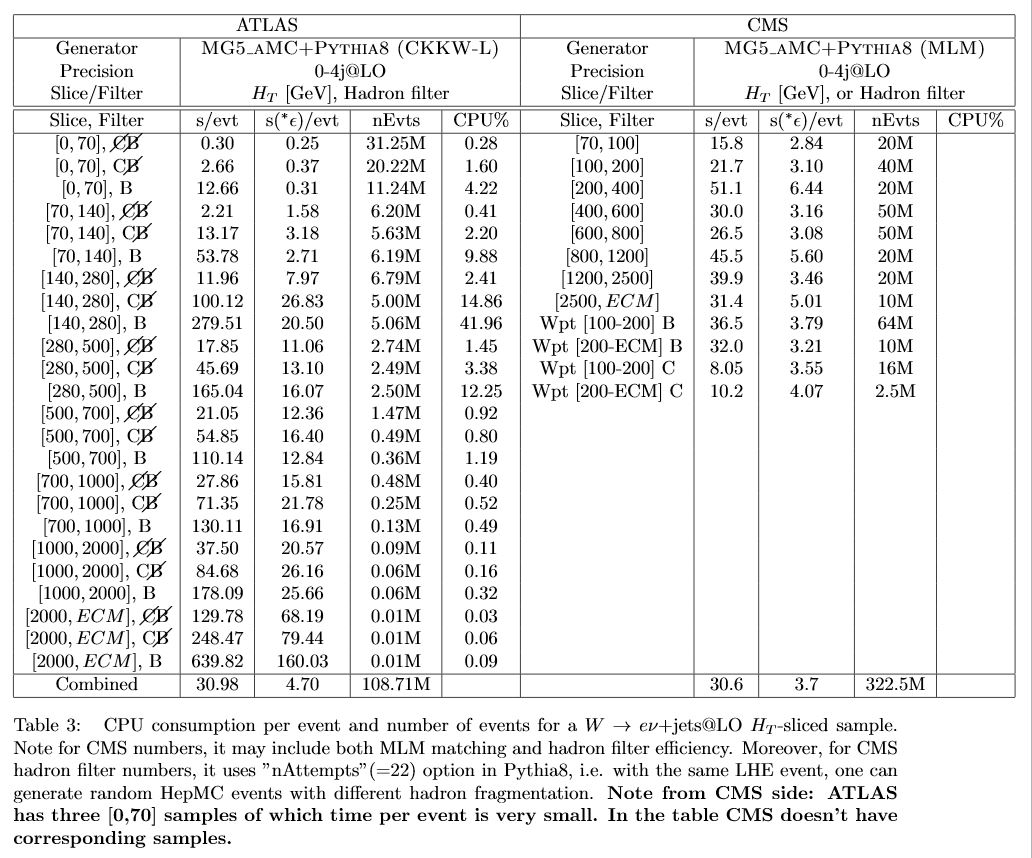 ATLAS CMS
Generator MG5_aMC+Pythia8 (CKKW-L) Generator MG5_aMC+Pythia8 (MLM)
Precision 0-4j@LO Precision 0-4j@LO
Slice/Filter H_T [GeV], Hadron filter Slice/Filter H_T [GeV], or Hadron filter
Slice, Filter s/evt s(*ϵ)/evt nEvts CPU% Slice, Filter s/evt s(*ϵ)/evt nEvts CPU%
[0, 70], C̸B̸ 0.30 0.25 31.25M 0.28 [70, 100] 15.8 2.84 20M
[0, 70], CB̸ 2.66 0.37 20.22M 1.60 [100, 200] 21.7 3.10 40M
[0, 70], B 12.66 0.31 11.24M 4.22 [200, 400] 51.1 6.44 20M
[70, 140], C̸B̸ 2.21 1.58 6.20M 0.41 [400, 600] 30.0 3.16 50M
[70, 140], CB̸ 13.17 3.18 5.63M 2.20 [600, 800] 26.5 3.08 50M
[70, 140], B 53.78 2.71 6.19M 9.88 [800, 1200] 45.5 5.60 20M
[140, 280], C̸B̸ 11.96 7.97 6.79M 2.41 [1200, 2500] 39.9 3.46 20M
[140, 280], CB̸ 100.12 26.83 5.00M 14.86 [2500, ECM] 31.4 5.01 10M
[140, 280], B 279.51 20.50 5.06M 41.96 Wpt [100-200] B 36.5 3.79 64M
[280, 500], C̸B̸ 17.85 11.06 2.74M 1.45 Wpt [200-ECM] B 32.0 3.21 10M
[280, 500], CB̸ 45.69 13.10 2.49M 3.38 Wpt [100-200] C 8.05 3.55 16M
[280, 500], B 165.04 16.07 2.50M 12.25 Wpt [200-ECM] C 10.2 4.07 2.5M
[500, 700], C̸B̸ 21.05 12.36 1.47M 0.92
[500, 700], CB̸ 54.85 16.40 0.49M 0.80
[500, 700], B 110.14 12.84 0.36M 1.19
[700, 1000], C̸B̸ 27.86 15.81 0.48M 0.40
[700, 1000], CB̸ 71.35 21.78 0.25M 0.52
[700, 1000], B 130.11 16.91 0.13M 0.49
[1000, 2000], C̸B̸ 37.50 20.57 0.09M 0.11
[1000, 2000], CB̸ 84.68 26.16 0.06M 0.16
[1000, 2000], B 178.09 25.66 0.06M 0.32
[2000, ECM], C̸B̸ 129.78 68.19 0.01M 0.03
[2000, ECM], CB̸ 248.47 79.44 0.01M 0.06
[2000, ECM], B 639.82 160.03 0.01M 0.09
Combined 30.98 4.70 108.71M 30.6 3.7 322.5M
Table 3: CPU consumption per event and number of events for a W → eν+jets@LO H_T-sliced sample.
Note for CMS numbers, it may include both MLM matching and hadron filter efficiency. Moreover, for CMS
hadron filter numbers, it uses "nAttempts"(=22) option in Pythia8, i.e. with the same LHE event, one can
generate random HepMC events with different hadron fragmentation. Note from CMS side: ATLAS
has three [0,70] samples of which time per event is very small. In the table CMS doesn't have
corresponding samples.